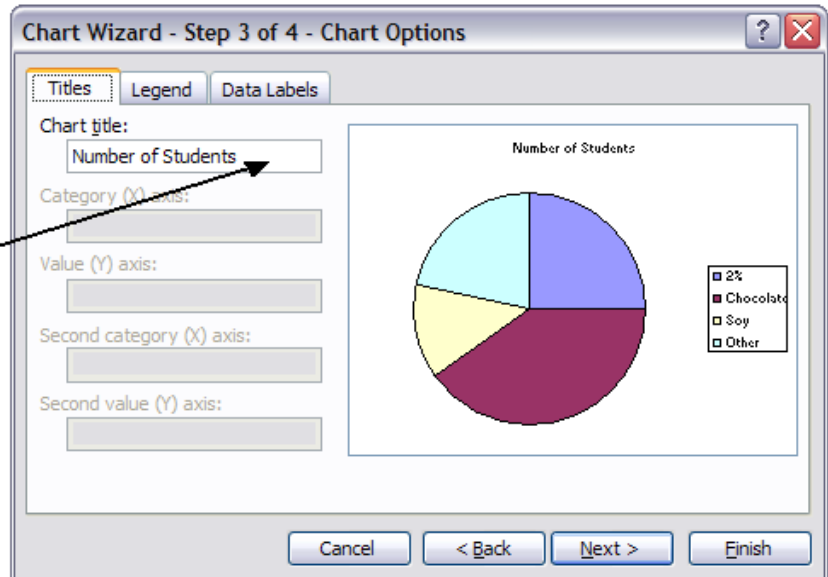 Chart Wizard - Step 3 of 4 - Chart Options
?
Titles Legend Data Labels
Chart title:
Number of Students
Category (X) axis:
Value (Y) axis:
Second category (X) axis:
Second value (Y) axis:
Number of Students
2%
Chocolate
Soy
Other
Cancel < Back Next > Finish